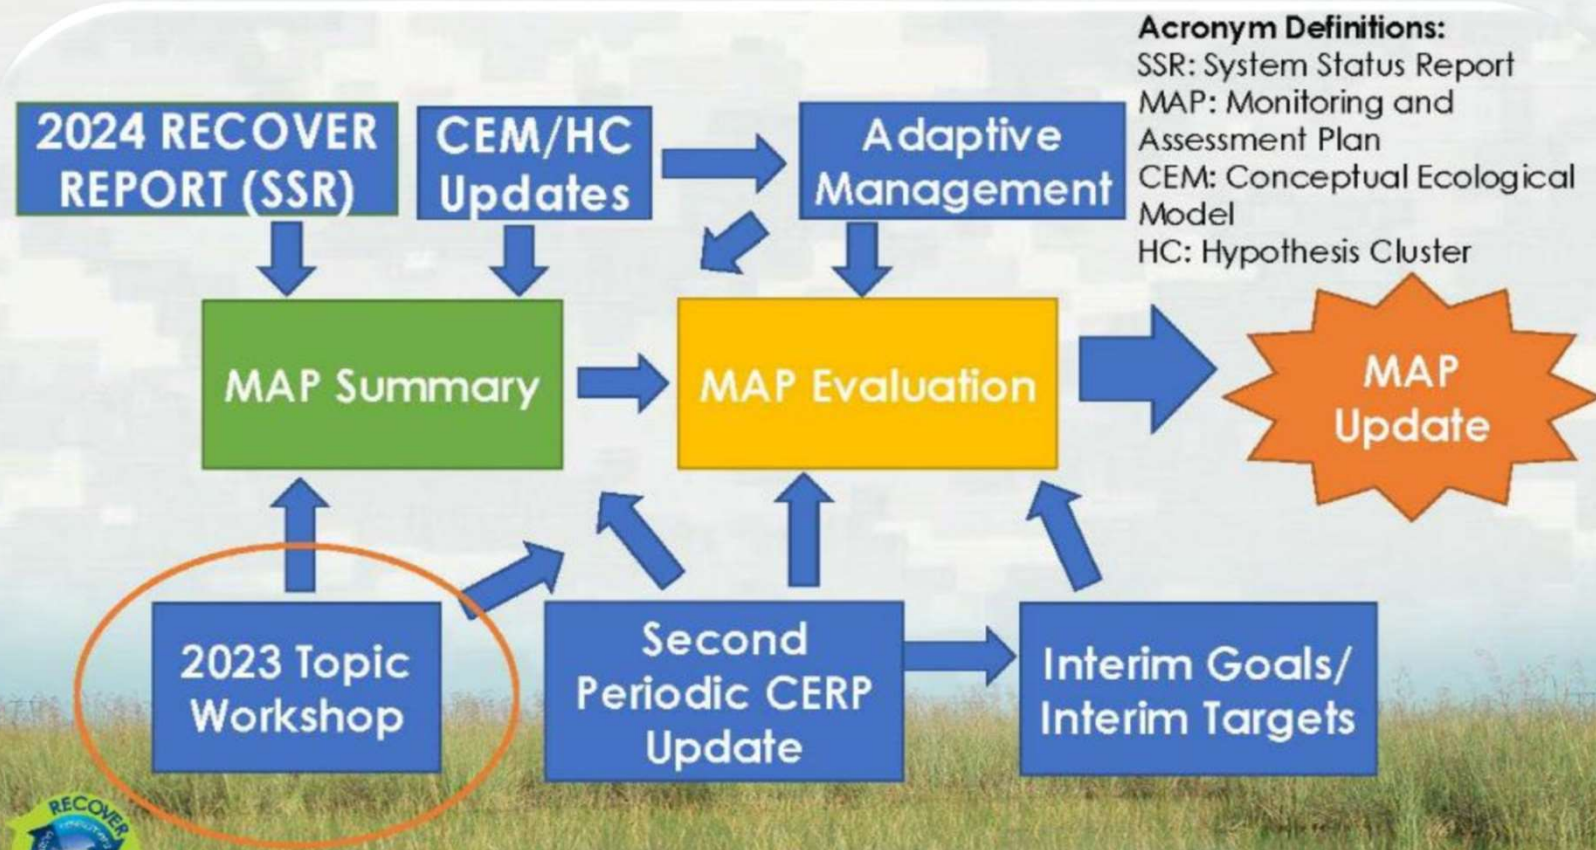 Acronym Definitions:
SSR: System Status Report
MAP: Monitoring and
Assessment Plan
CEM: Conceptual Ecological
Model
HC: Hypothesis Cluster
2024 RECOVER
REPORT (SSR)
CEM/HC
Updates
Adaptive
Management
MAP Summary
MAP Evaluation
MAP
Update
2023 Topic
Workshop
Second
Periodic CERP
Update
Interim Goals/
Interim Targets
RECOVER